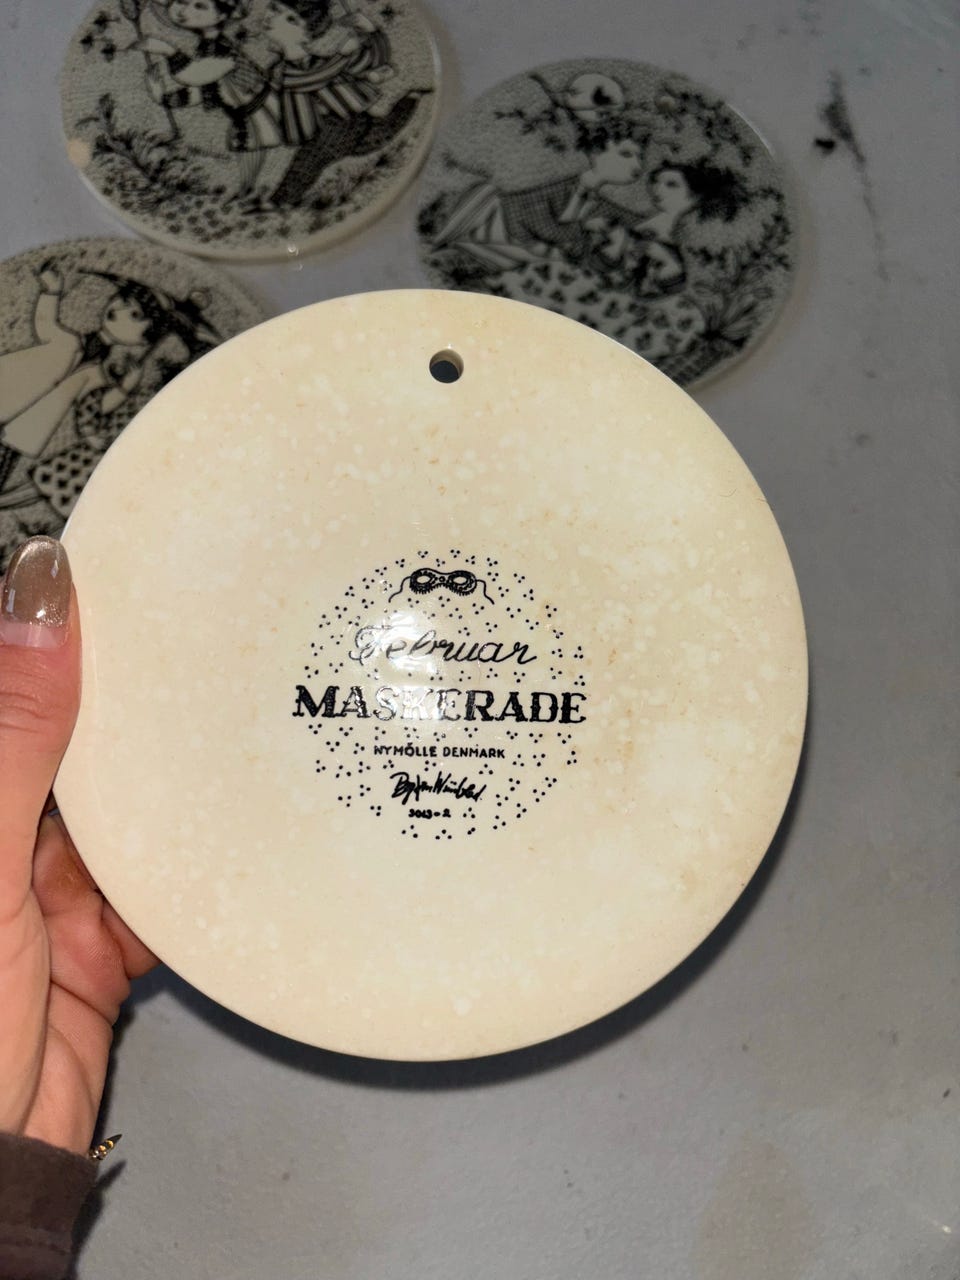 Februar
MASKERADE
NYMÖLLE DENMARK
Bjørn Wiinblad
3013-2